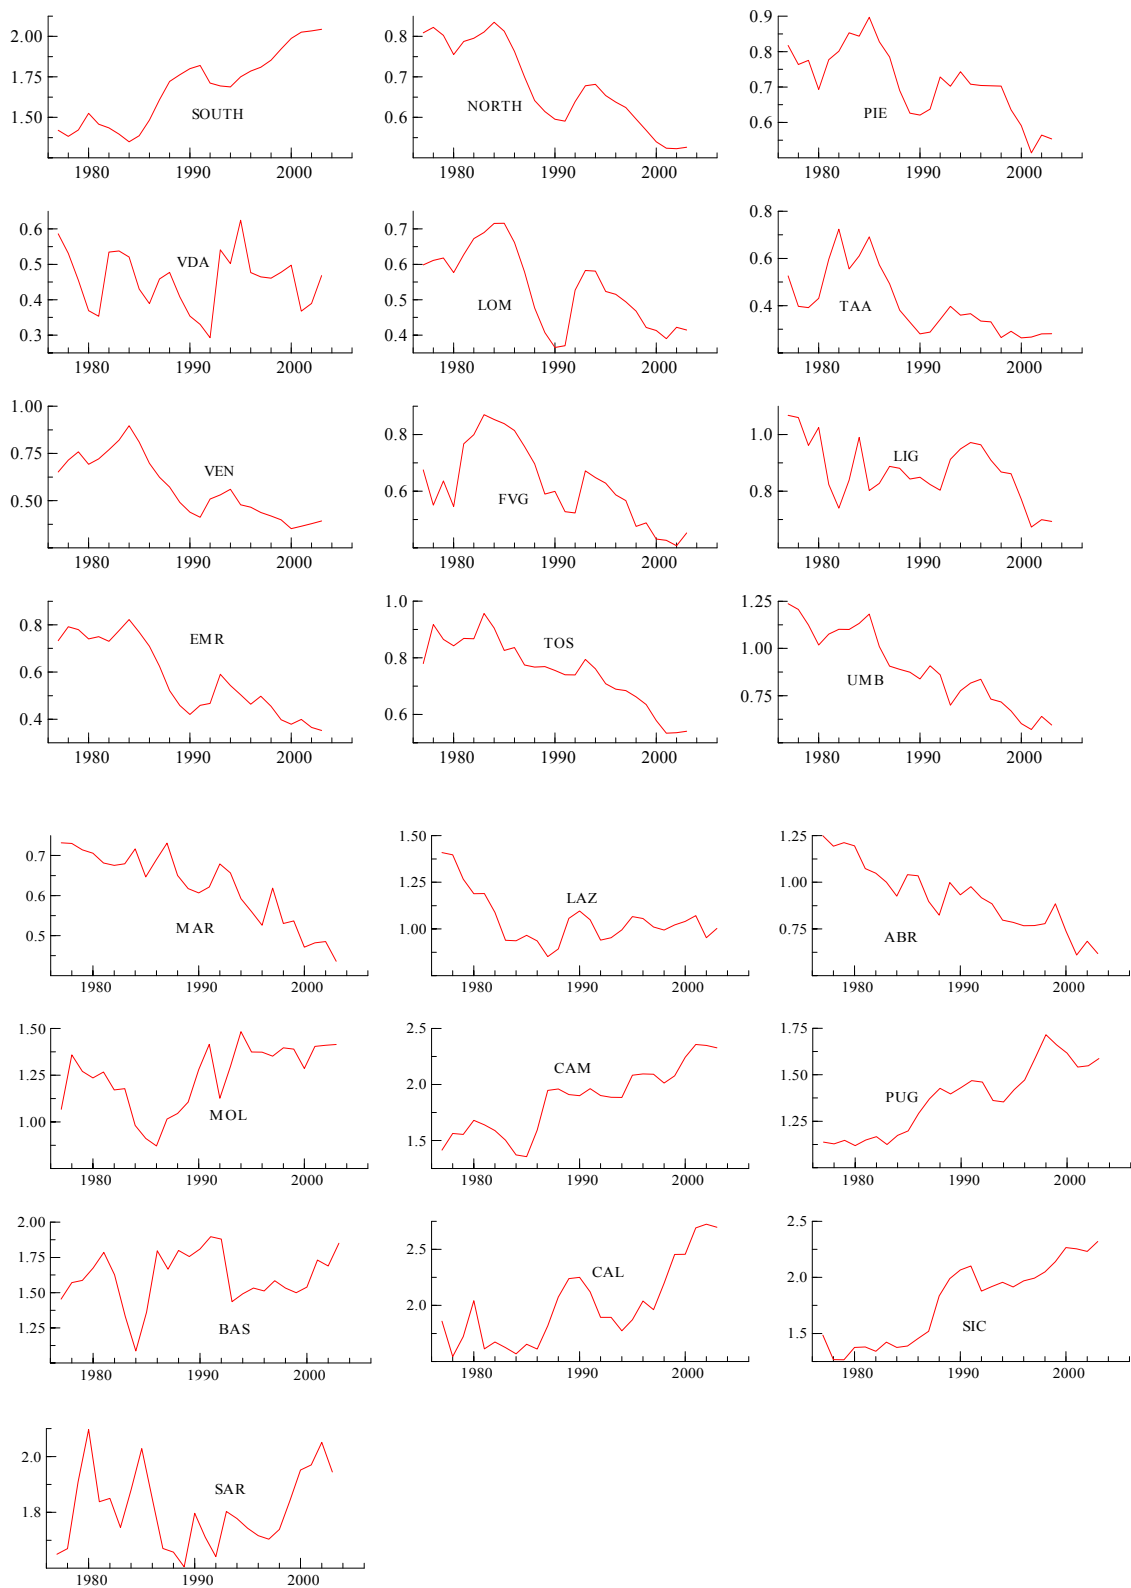 2.00
1.75
1.50
SOUTH
1980 1990 2000
0.8
0.7
0.6
NORTH
1980 1990 2000
0.9
0.8
0.7
0.6
PIE
1980 1990 2000
0.6
0.5
0.4
0.3
VDA
1980 1990 2000
0.7
0.6
0.5
0.4
LOM
1980 1990 2000
0.8
0.6
0.4
TAA
1980 1990 2000
1.00
0.75
0.50
VEN
1980 1990 2000
0.8
0.6
FVG
1980 1990 2000
1.0
0.8
LIG
1980 1990 2000
0.8
0.6
0.4
EMR
1980 1990 2000
1.0
0.8
0.6
TOS
1980 1990 2000
1.25
1.00
0.75
UMB
1980 1990 2000
0.7
0.6
0.5
MAR
1980 1990 2000
1.50
1.25
1.00
LAZ
1980 1990 2000
1.25
1.00
0.75
ABR
1980 1990 2000
1.50
1.25
1.00
MOL
1980 1990 2000
2.5
2.0
1.5
CAM
1980 1990 2000
1.75
1.50
1.25
PUG
1980 1990 2000
2.00
1.75
1.50
1.25
BAS
1980 1990 2000
2.5
2.0
CAL
1980 1990 2000
2.5
2.0
1.5
SIC
1980 1990 2000
2.0
1.8
SAR
1980 1990 2000